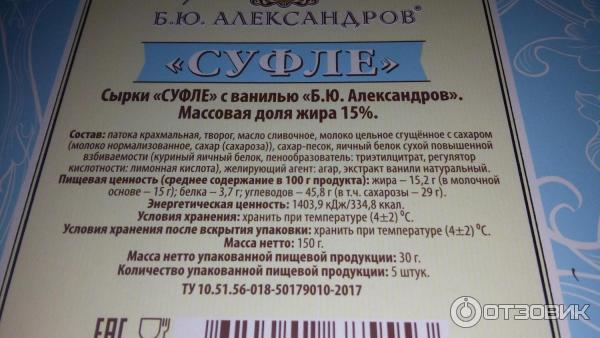 Б.Ю. АЛЕКСАНДРОВ®
«СУФЛЕ»
Сырки «СУФЛЕ» с ванилью «Б.Ю. Александров».
Массовая доля жира 15%.
Состав: патока крахмальная, творог, масло сливочное, молоко цельное сгущённое с сахаром
(молоко нормализованное, сахар (сахароза)), сахар-песок, яичный белок сухой повышенной
взбиваемости (куриный яичный белок, пенообразователь: триэтилцитрат, регулятор
кислотности: лимонная кислота), желирующий агент: агар, экстракт ванили натуральный.
Пищевая ценность (среднее содержание в 100 г продукта): жира – 15,2 г (в молочной
основе – 15 г); белка – 3,7 г; углеводов – 45,8 г (в т.ч. сахарозы – 29 г).
Энергетическая ценность: 1403,9 кДж/334,8 ккал.
Условия хранения: хранить при температуре (4±2) ⁰С.
Условия хранения после вскрытия упаковки: хранить при температуре (4±2) ⁰С.
Масса нетто: 150 г.
Масса нетто упакованной пищевой продукции: 30 г.
Количество упакованной пищевой продукции: 5 штук.
ТУ 10.51.56-018-50179010-2017
ЕАС
ОТЗОВИК